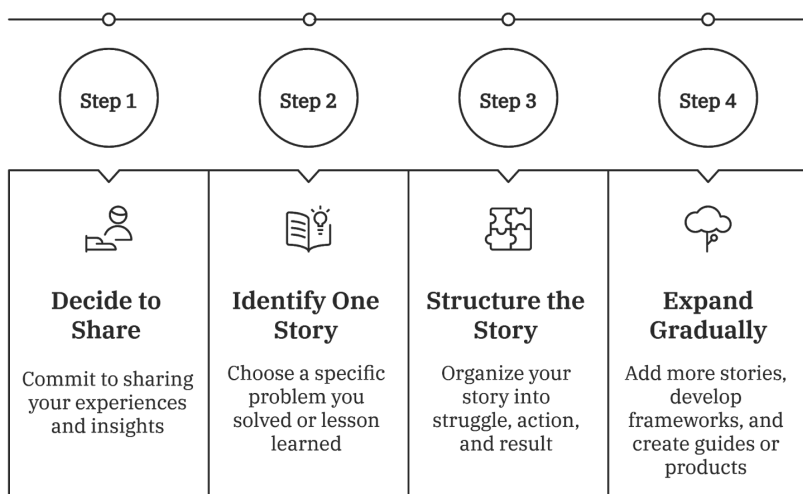 Step 1
Step 2
Step 3
Step 4
Decide to
Share
Commit to sharing
your experiences
and insights
Identify One
Story
Choose a specific
problem you
solved or lesson
learned
Structure the
Story
Organize your
story into
struggle, action,
and result
Expand
Gradually
Add more stories,
develop
frameworks, and
create guides or
products